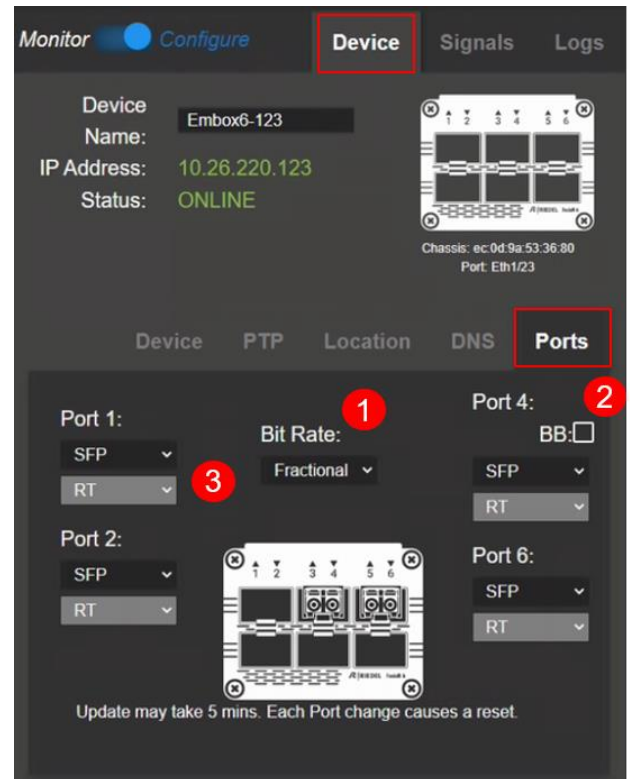 Monitor Configure Device Signals Logs
Device Name: Embox6-123
IP Address: 10.26.220.123
Status: ONLINE
1 2 3 4 5 6
RIEDEL
Chassis: ec:0d:9a:53:36:80
Port: Eth1/23
Device PTP Location DNS Ports
2
Port 1:
SFP
RT
3
1
Bit Rate:
Fractional
Port 4:
BB:
SFP
RT
Port 2:
SFP
RT
1 2 3 4 5 6
RIEDEL
Port 6:
SFP
RT
Update may take 5 mins. Each Port change causes a reset.